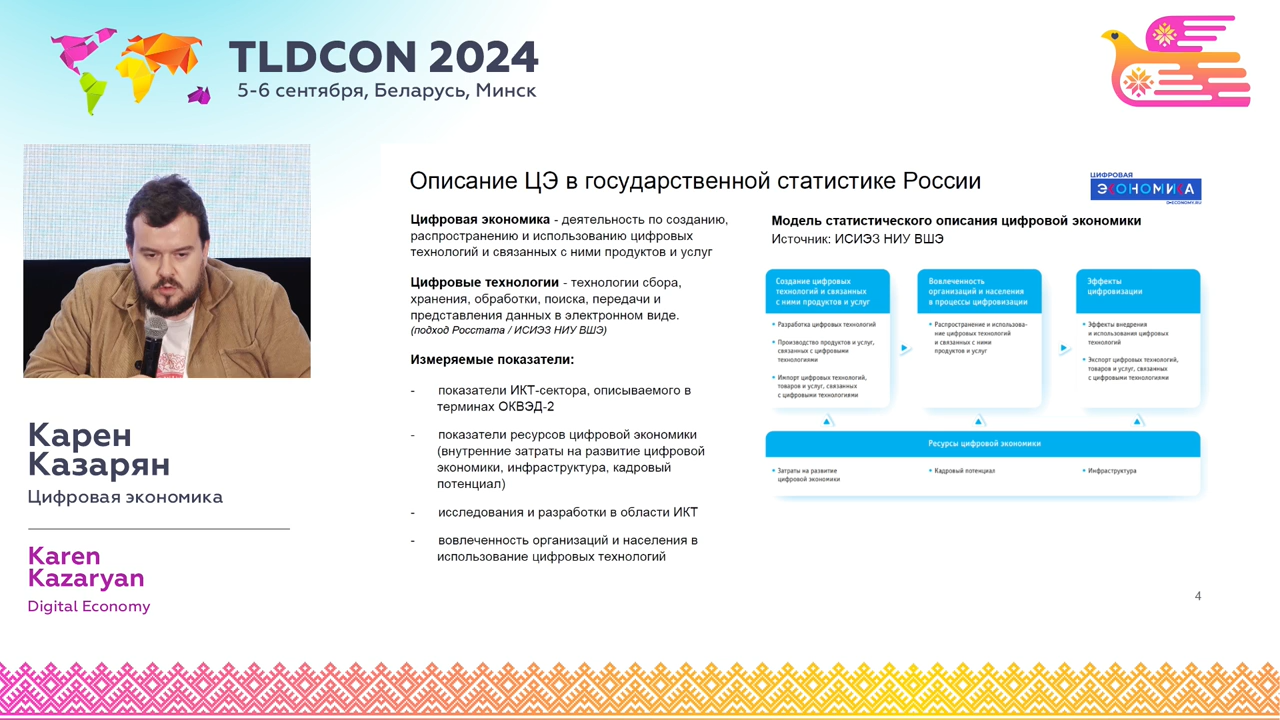 TLDCON 2024
5-6 сентября, Беларусь, Минск
Карен
Казарян
Цифровая экономика
Karen
Kazaryan
Digital Economy
Описание ЦЭ в государственной статистике России
ЦИФРОВАЯ
ЭКОНОМИКА
D-ECONOMY.RU
Цифровая экономика - деятельность по созданию,
распространению и использованию цифровых
технологий и связанных с ними продуктов и услуг
Цифровые технологии - технологии сбора,
хранения, обработки, поиска, передачи и
представления данных в электронном виде.
(подход Росстата / ИСИЭЗ НИУ ВШЭ)
Измеряемые показатели:
- показатели ИКТ-сектора, описываемого в
терминах ОКВЭД-2
- показатели ресурсов цифровой экономики
(внутренние затраты на развитие цифровой
экономики, инфраструктура, кадровый
потенциал)
- исследования и разработки в области ИКТ
- вовлеченность организаций и населения в
использование цифровых технологий
Модель статистического описания цифровой экономики
Источник: ИСИЭЗ НИУ ВШЭ
Создание цифровых
технологий и связанных
с ними продуктов и услуг
• Разработка цифровых технологий
• Производство продуктов и услуг,
связанных с цифровыми
технологиями
• Импорт цифровых технологий,
товаров и услуг, связанных
с цифровыми технологиями
Вовлеченность
организаций и населения
в процессы цифровизации
• Распространение и использова-
ние цифровых технологий
и связанных с ними
продуктов и услуг
Эффекты
цифровизации
• Эффекты внедрения
и использования цифровых
технологий
• Экспорт цифровых технологий,
товаров и услуг, связанных
с цифровыми технологиями
Ресурсы цифровой экономики
• Затраты на развитие
цифровой экономики
• Кадровый потенциал
• Инфраструктура
4